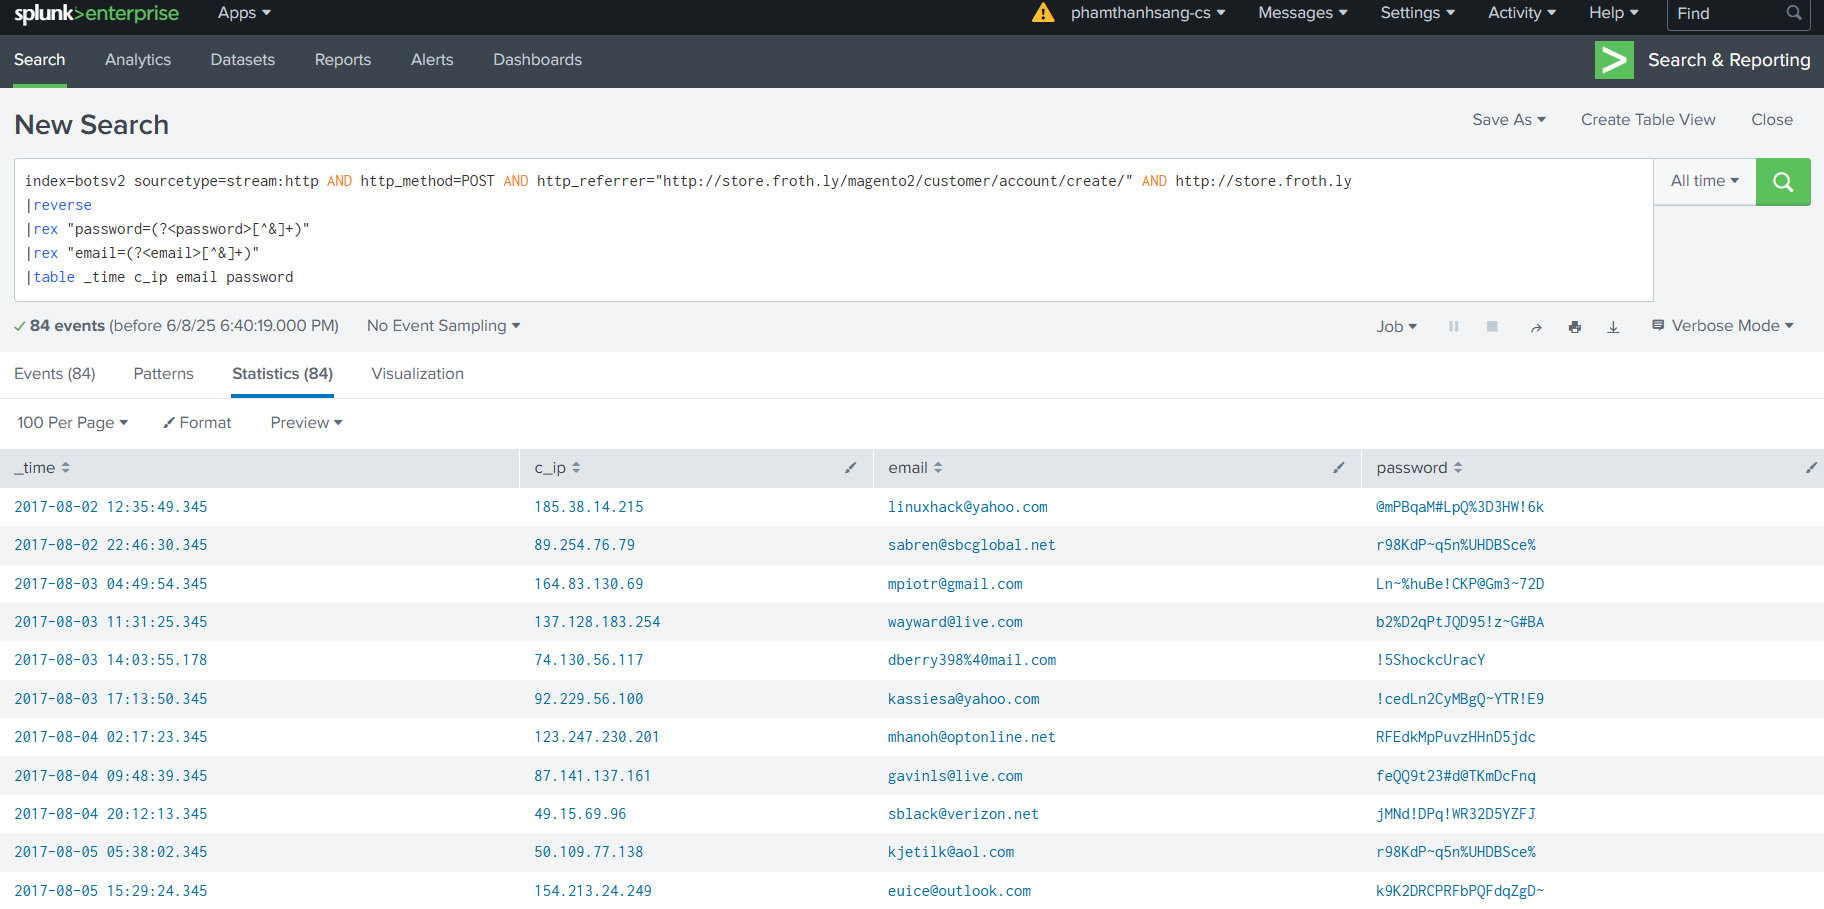 splunk>enterprise Apps phamthanhsang-cs Messages Settings Activity Help Find
Search Analytics Datasets Reports Alerts Dashboards Search & Reporting
New Search Save As Create Table View Close
index=botsv2 sourcetype=stream:http AND http_method=POST AND http_referrer="http://store.froth.ly/magento2/customer/account/create/" AND http://store.froth.ly All time
|reverse
|rex "password=(?<password>[^&]+)"
|rex "email=(?<email>[^&]+)"
|table _time c_ip email password
84 events (before 6/8/25 6:40:19.000 PM) No Event Sampling Job Verbose Mode
Events (84) Patterns Statistics (84) Visualization
100 Per Page Format Preview
_time c_ip email password
2017-08-02 12:35:49.345 185.38.14.215 linuxhack@yahoo.com @mPBqaM#LpQ%3D3HW!6k
2017-08-02 22:46:30.345 89.254.76.79 sabren@sbcglobal.net r98KdP~q5n%UHDBSce%
2017-08-03 04:49:54.345 164.83.130.69 mpiotr@gmail.com Ln~%huBe!CKP@Gm3~72D
2017-08-03 11:31:25.345 137.128.183.254 wayward@live.com b2%D2qPtJQD95!z~G#BA
2017-08-03 14:03:55.178 74.130.56.117 dberry398%40mail.com !5ShockcUracY
2017-08-03 17:13:50.345 92.229.56.100 kassiesa@yahoo.com !cedLn2CyMBgQ~YTR!E9
2017-08-04 02:17:23.345 123.247.230.201 mhanoh@optonline.net RFEdkMpPuvzHHnD5jdc
2017-08-04 09:48:39.345 87.141.137.161 gavinls@live.com feQQ9t23#d@TKmDcFnq
2017-08-04 20:12:13.345 49.15.69.96 sblack@verizon.net jMNd!DPq!WR32D5YZFJ
2017-08-05 05:38:02.345 50.109.77.138 kjetilk@aol.com r98KdP~q5n%UHDBSce%
2017-08-05 15:29:24.345 154.213.24.249 euice@outlook.com k9K2DRCPRFbPQFdqZgD~